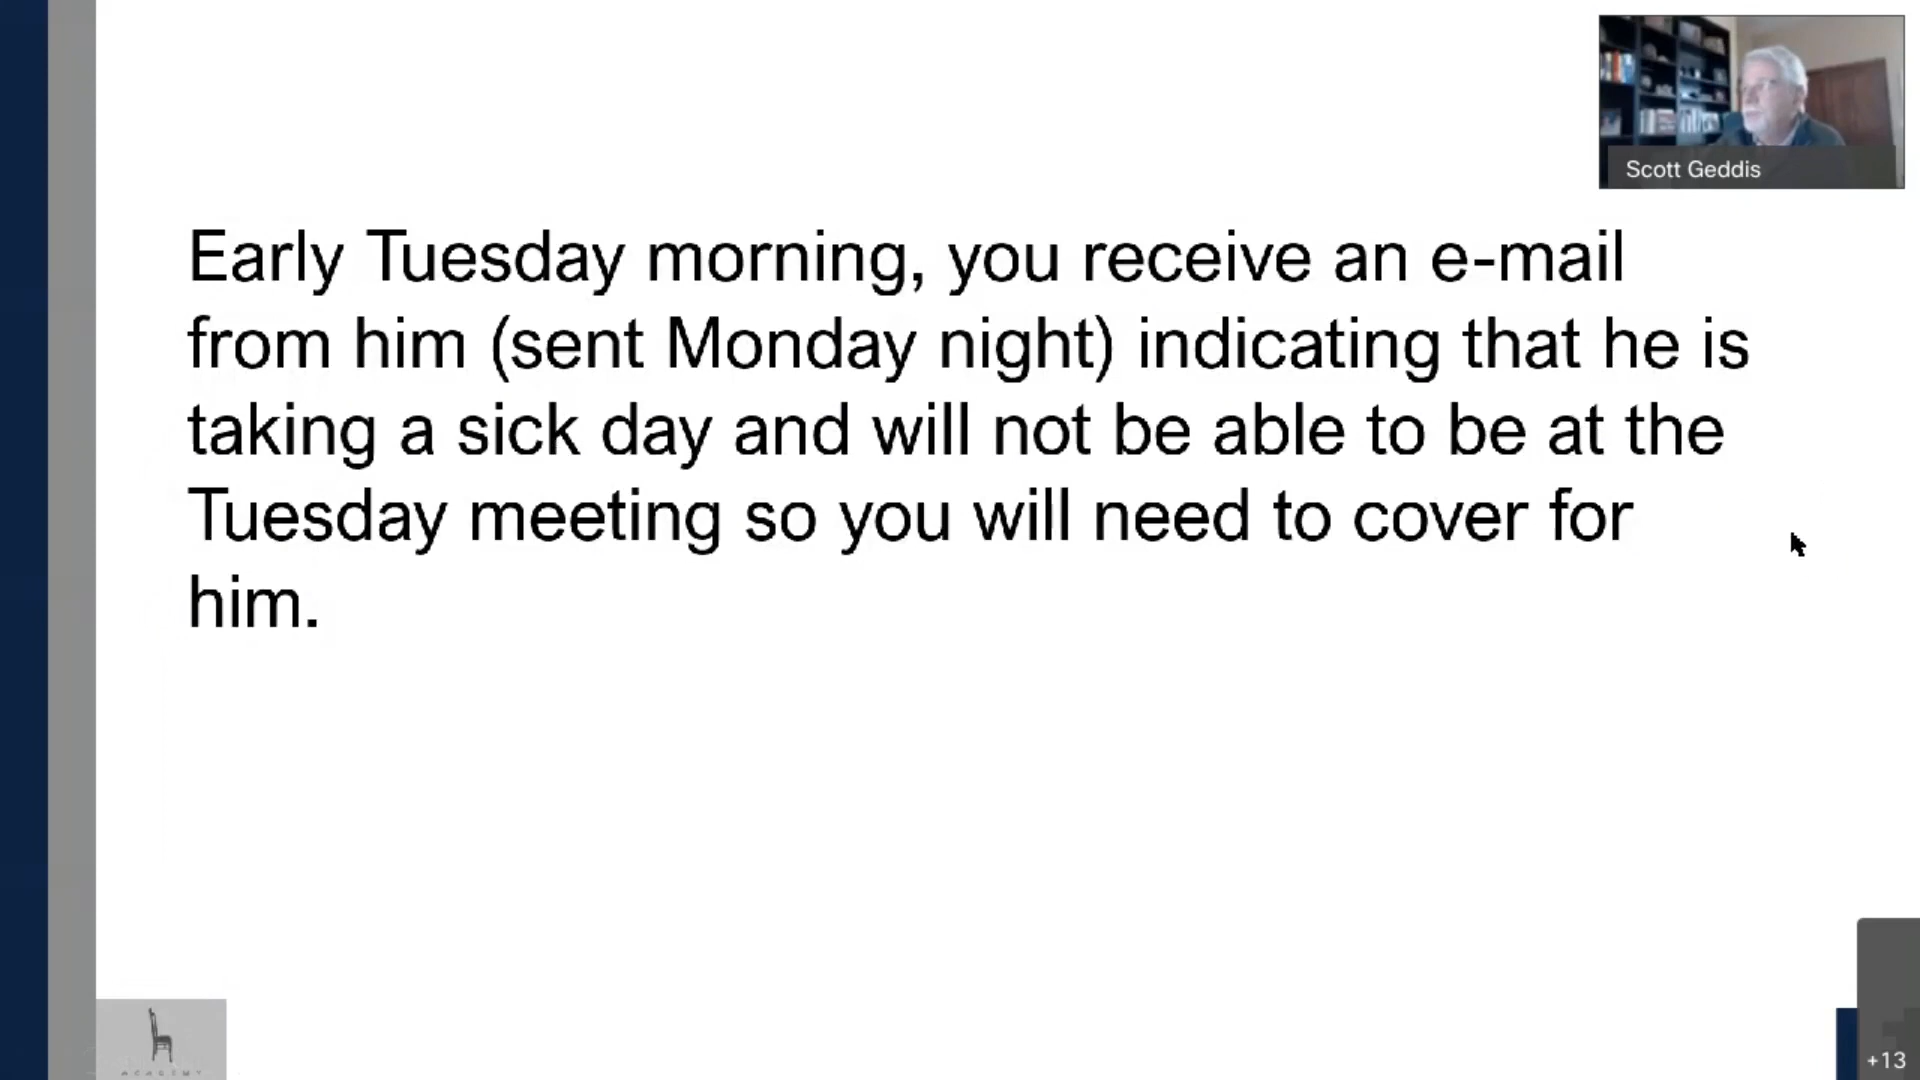 Scott Geddis
Early Tuesday morning, you receive an e-mail
from him (sent Monday night) indicating that he is
taking a sick day and will not be able to be at the
Tuesday meeting so you will need to cover for
him.
ACADEMY
+13